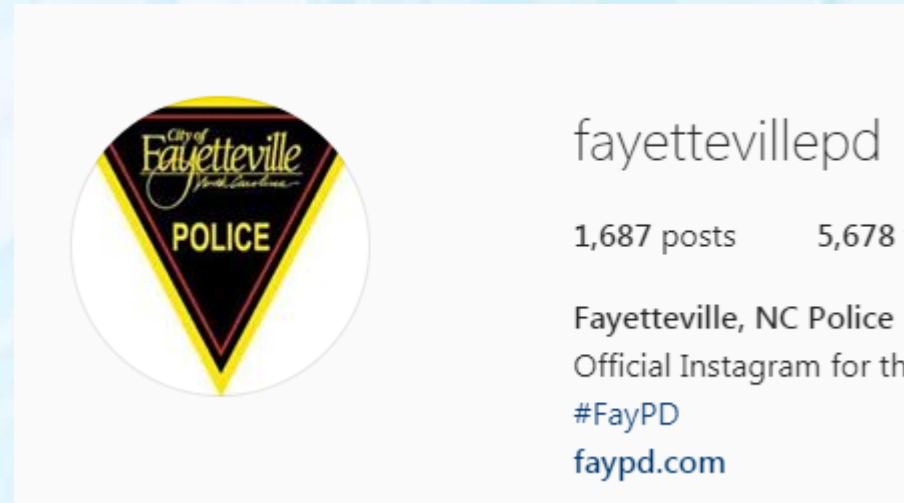 City of
Fayetteville
North Carolina
POLICE
fayettevillepd
1,687 posts 5,678
Fayetteville, NC Police
Official Instagram for th
#FayPD
faypd.com